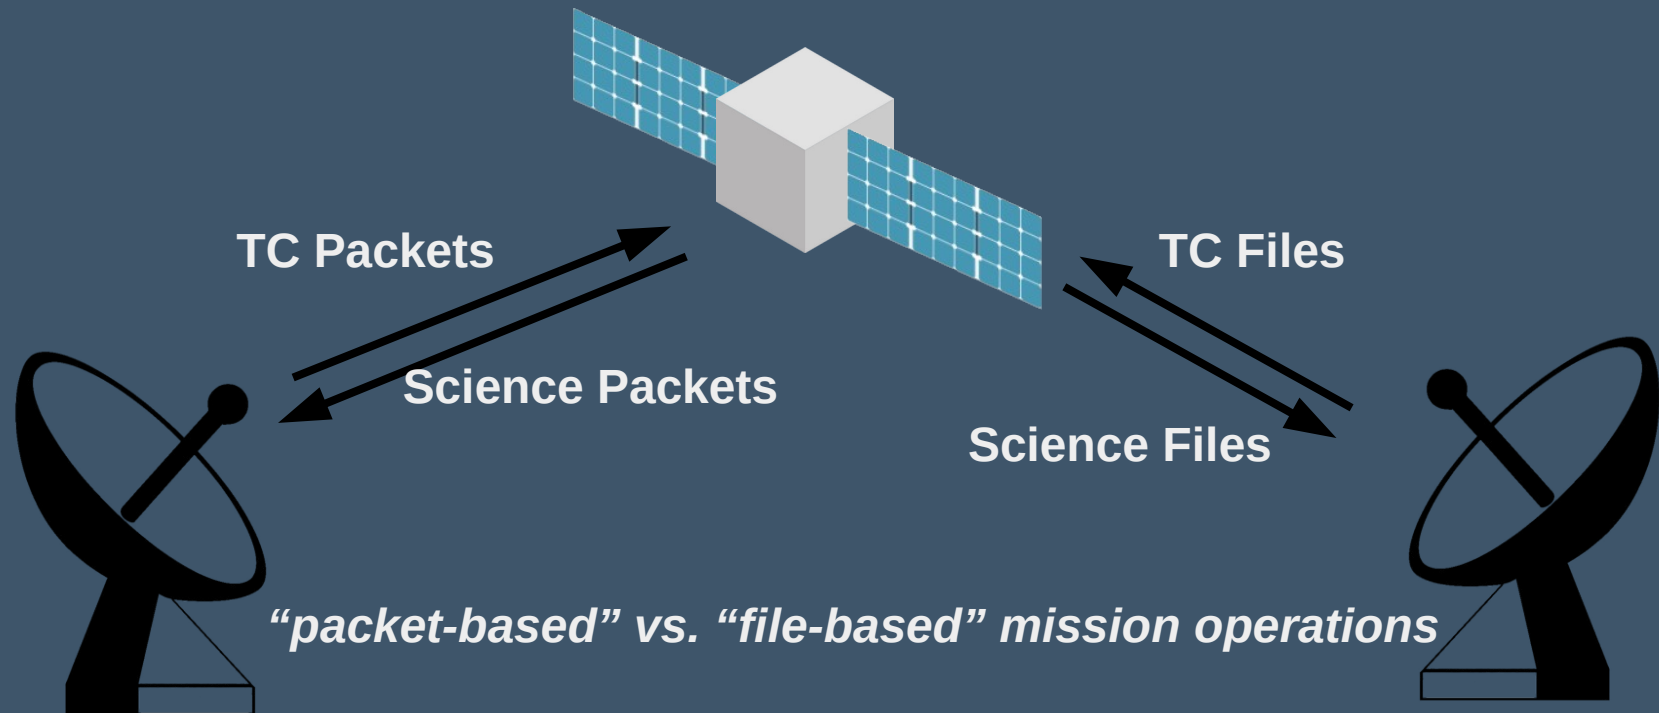 TC Packets
TC Files
Science Packets
Science Files
“packet-based” vs. “file-based” mission operations